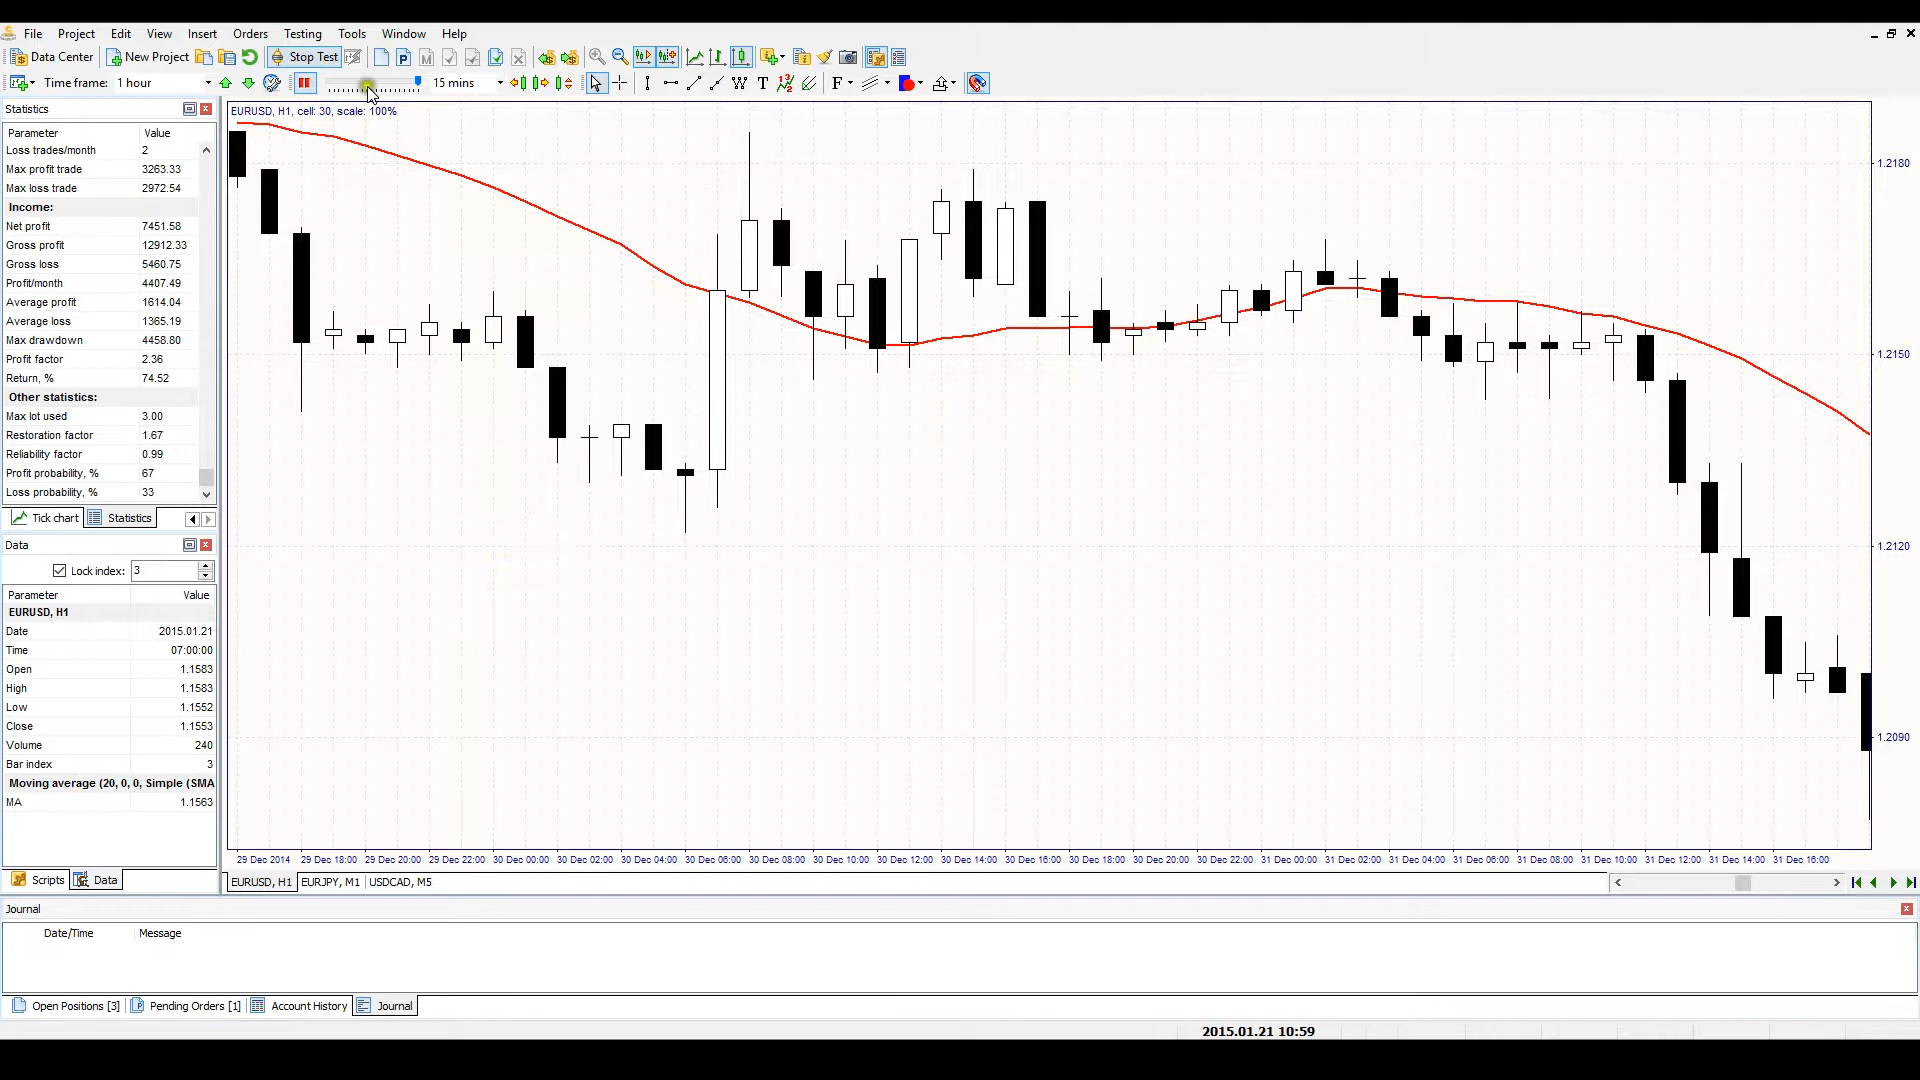 File Project Edit View Insert Orders Testing Tools Window Help
Data Center New Project Stop Test
Time frame: 1 hour 15 mins
Statistics
Parameter Value
Loss trades/month 2
Max profit trade 3263.33
Max loss trade 2972.54
Income:
Net profit 7451.58
Gross profit 12912.33
Gross loss 5460.75
Profit/month 4407.49
Average profit 1614.04
Average loss 1365.19
Max drawdown 4458.80
Profit factor 2.36
Return, % 74.52
Other statistics:
Max lot used 3.00
Restoration factor 1.67
Reliability factor 0.99
Profit probability, % 67
Loss probability, % 33
Tick chart Statistics
Data
Lock index: 3
Parameter Value
EURUSD, H1
Date 2015.01.21
Time 07:00:00
Open 1.1583
High 1.1583
Low 1.1552
Close 1.1553
Volume 240
Bar index 3
Moving average (20, 0, 0, Simple (SMA
MA 1.1563
Scripts Data
EURUSD, H1, cell: 30, scale: 100%
1.2180
1.2150
1.2120
1.2090
29 Dec 2014 29 Dec 18:00 29 Dec 20:00 29 Dec 22:00 30 Dec 00:00 30 Dec 02:00 30 Dec 04:00 30 Dec 06:00 30 Dec 08:00 30 Dec 10:00 30 Dec 12:00 30 Dec 14:00 30 Dec 16:00 30 Dec 18:00 30 Dec 20:00 30 Dec 22:00 31 Dec 00:00 31 Dec 02:00 31 Dec 04:00 31 Dec 06:00 31 Dec 08:00 31 Dec 10:00 31 Dec 12:00 31 Dec 14:00 31 Dec 16:00
EURUSD, H1 EURJPY, M1 USDCAD, M5
Journal
Date/Time Message
Open Positions [3] Pending Orders [1] Account History Journal
2015.01.21 10:59